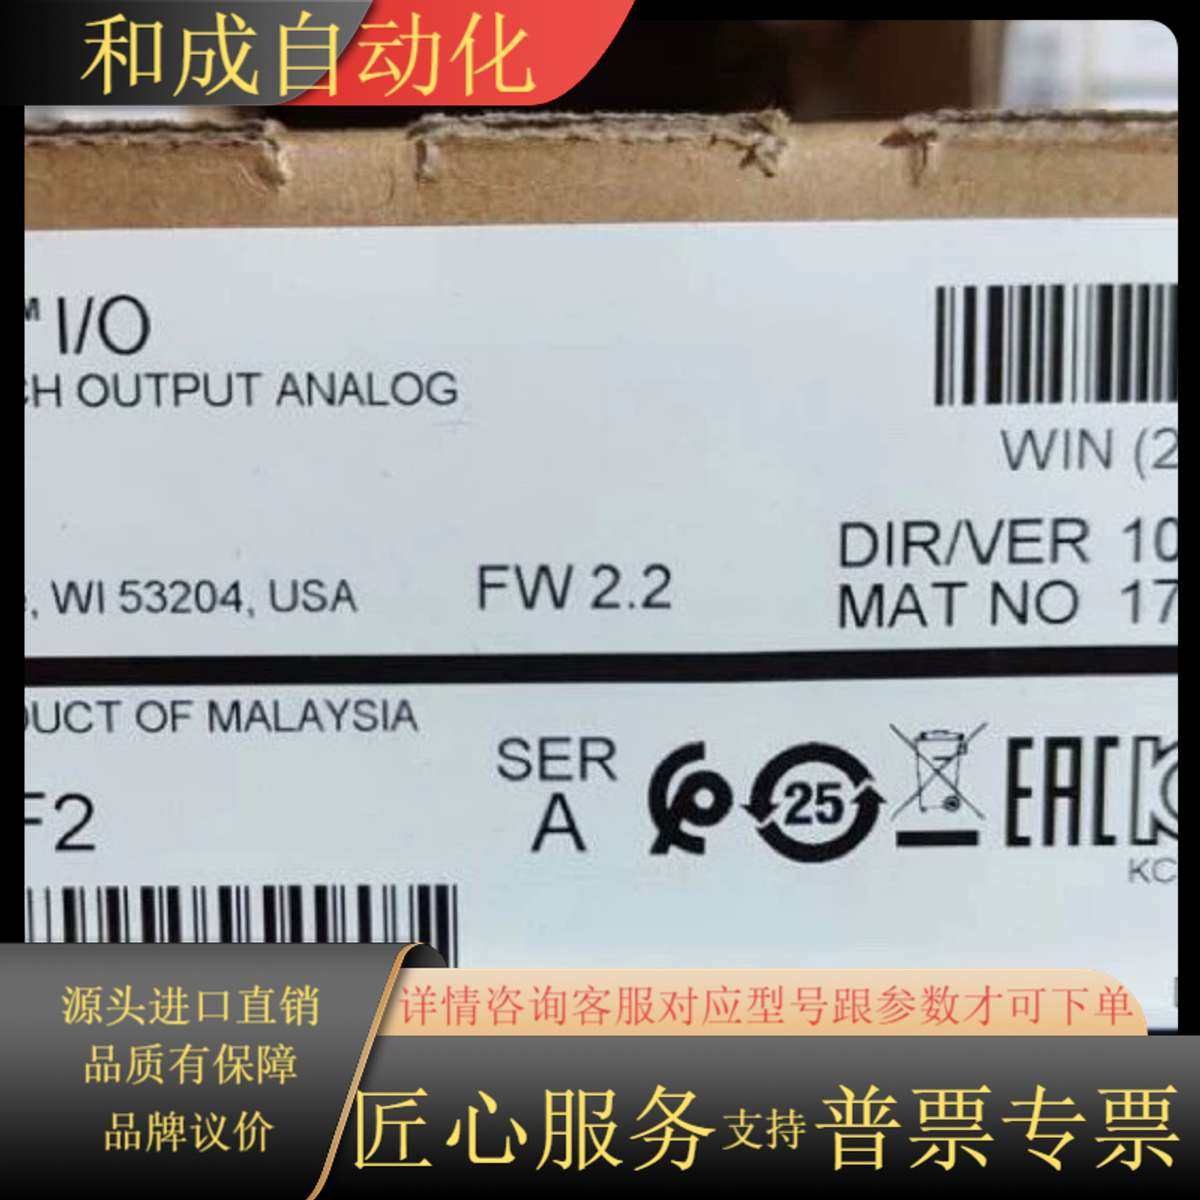 和成自动化
™ I/O
CH OUTPUT ANALOG
WIN (2
DIR/VER 10
, WI 53204, USA
FW 2.2
MAT NO 17
DUCT OF MALAYSIA
SER
A
F2
25
EAC
KC
源头进口直销
品质有保障
品牌议价
详情咨询客服对应型号跟参数才可下单
匠心服务支持普票专票